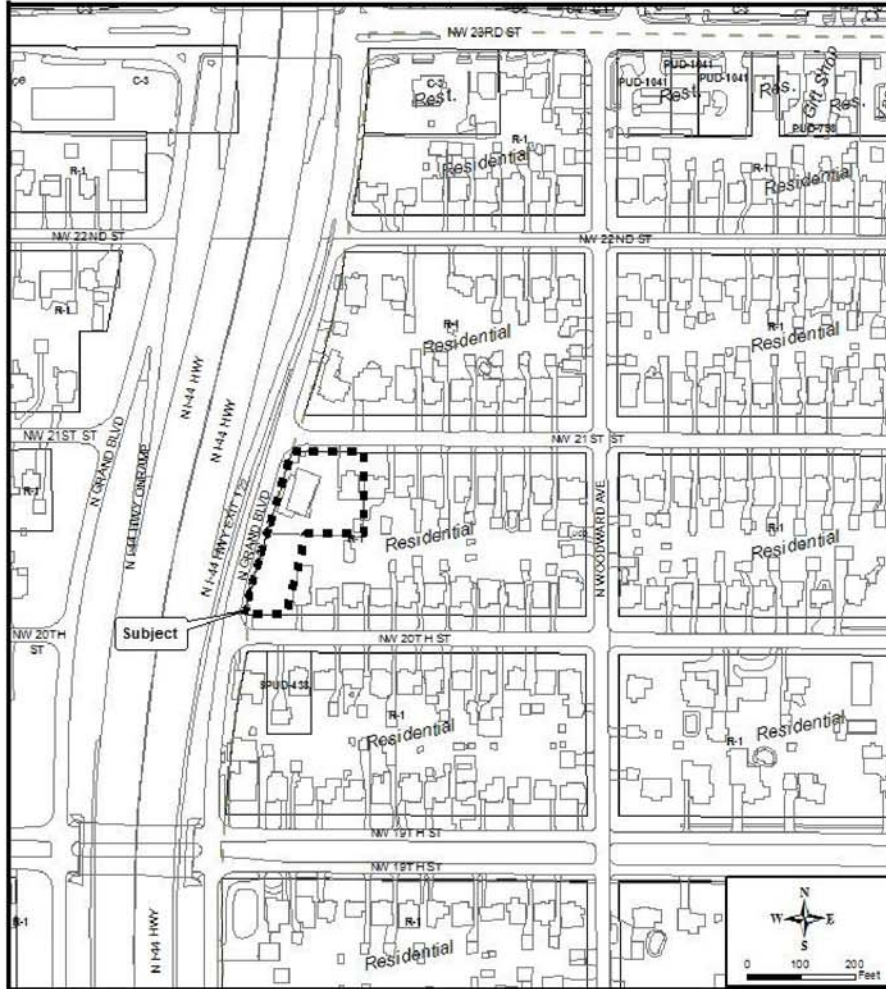 C-3
C-3
C-3
NW 23RD ST
C-3
C-3
Rest.
PUD-1041
PUD-1041
PUD-1041
Rest.
Res.
Gift Shop
Res.
PUD-738
R-1
R-1
Residential
R-1
Residential
NW 22ND ST
NW 22ND ST
R-1
R-1
Residential
R-1
Residential
N I-44 HWY
N I-44 HWY
N GRAND BLVD
N I-44 HWY ONRAMP
NW 21ST ST
NW 21ST ST
R-1
N I-44 HWY EXIT 122
N GRAND BLVD
R-1
Residential
N WOODWARD AVE
R-1
Residential
Subject
NW 20TH
ST
NW 20TH ST
SPUD-438
R-1
Residential
R-1
Residential
NW 19TH ST
NW 19TH ST
R-1
N I-44 HWY
R-1
Residential
N
W
E
S
0 100 200
Feet